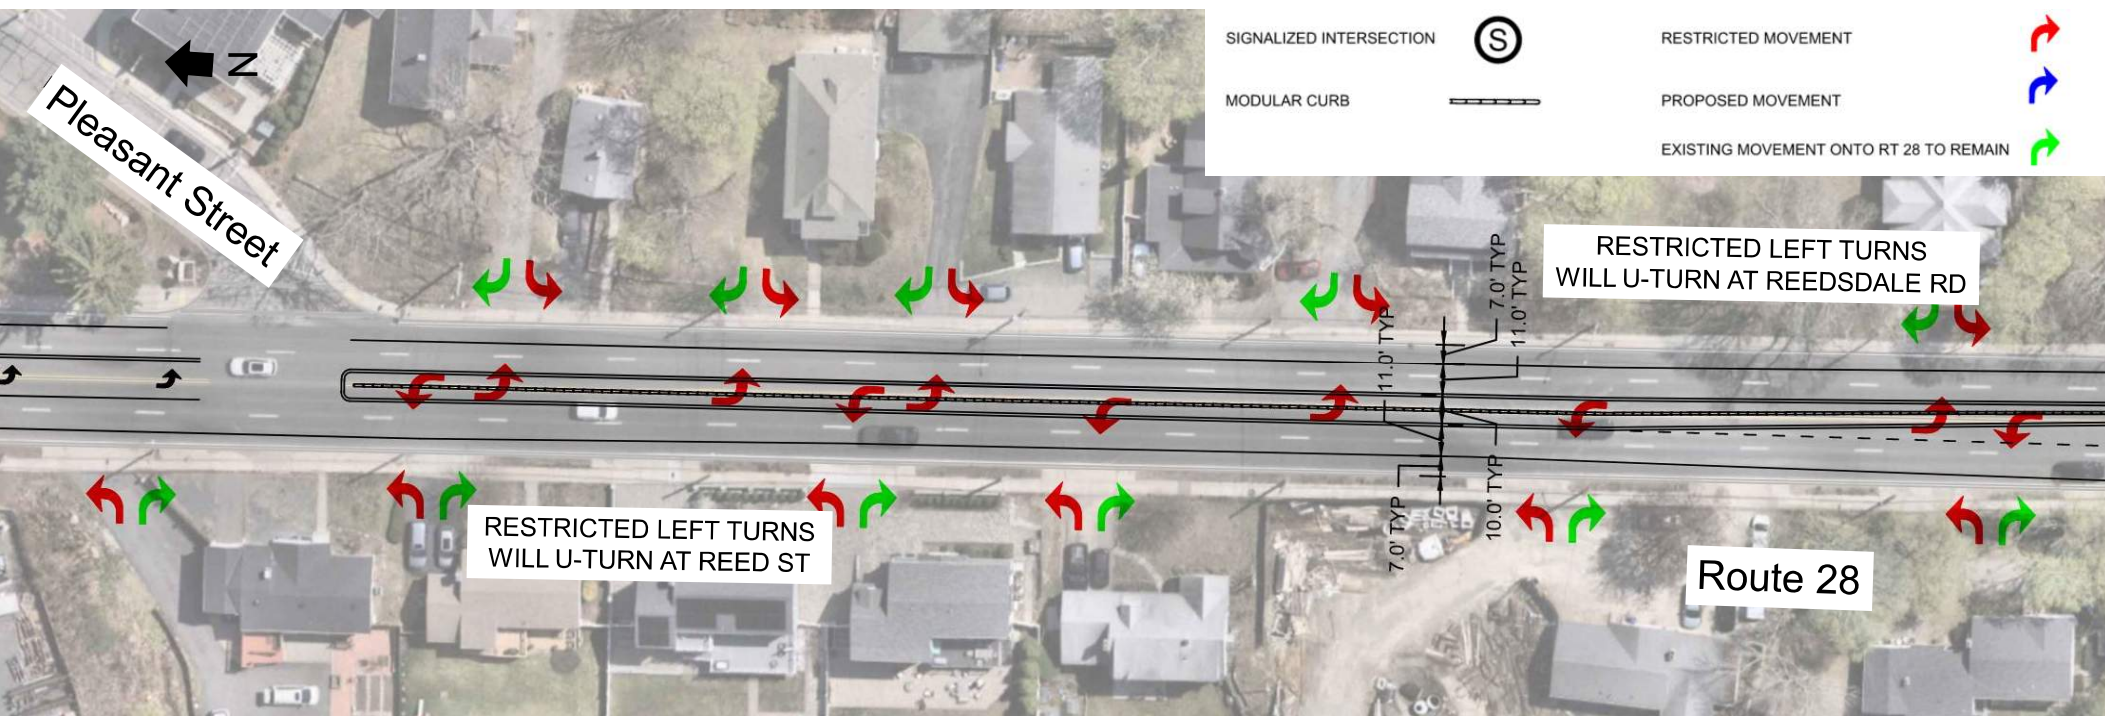 N
Pleasant Street
SIGNALIZED INTERSECTION
S
RESTRICTED MOVEMENT
MODULAR CURB
PROPOSED MOVEMENT
EXISTING MOVEMENT ONTO RT 28 TO REMAIN
RESTRICTED LEFT TURNS
WILL U-TURN AT REEDSDALE RD
7.0' TYP
11.0' TYP
11.0' TYP
10.0' TYP
7.0' TYP
RESTRICTED LEFT TURNS
WILL U-TURN AT REED ST
Route 28